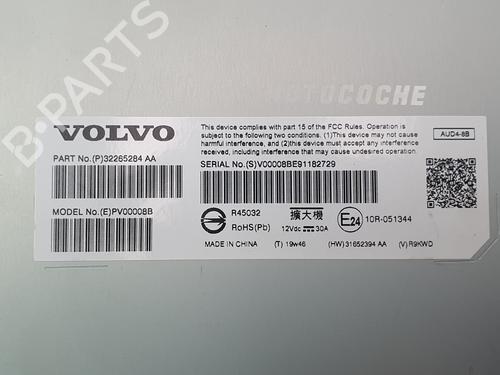 B-PARTS
AUTOCOCHE
VOLVO
This device complies with part 15 of the FCC Rules. Operation is subject to the following two conditions. (1)This device may not cause harmful interference, and (2)this device must accept any interference received, including interference that may cause undesired operation.
AUD4-8B
PART No.(P)32265284 AA
SERIAL No.(S)V00008BE91182729
MODEL No.(E)PV00008B
R45032
RoHS(Pb)
擴大機
12Vdc 30A
E24
10R-051344
MADE IN CHINA
(T) 19w46
(HW)31652394 AA
(V)R9KWD